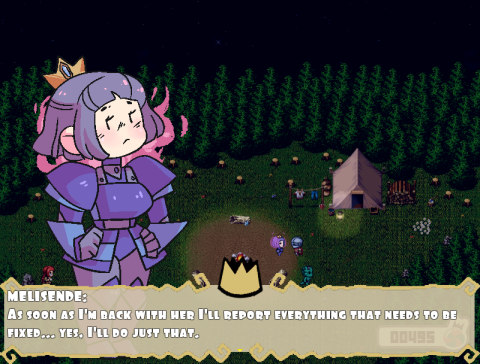 MELISENDE:
AS SOON AS I'M BACK WITH HER I'LL REPORT EVERYTHING THAT NEEDS TO BE
FIXED... YES, I'LL DO JUST THAT.
00495